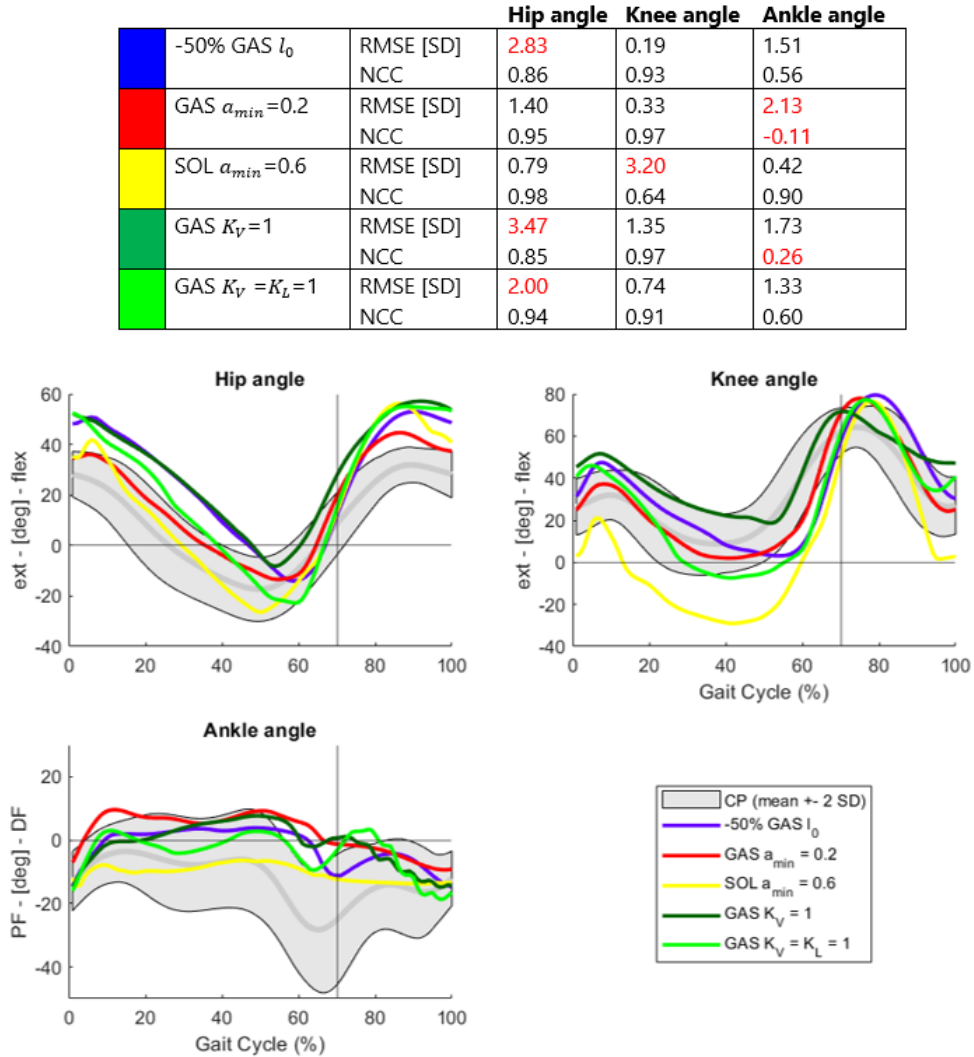 Hip angle Knee angle Ankle angle
-50% GAS l₀ RMSE [SD] 2.83 0.19 1.51
NCC 0.86 0.93 0.56
GAS aₘᵢₙ=0.2 RMSE [SD] 1.40 0.33 2.13
NCC 0.95 0.97 -0.11
SOL aₘᵢₙ=0.6 RMSE [SD] 0.79 3.20 0.42
NCC 0.98 0.64 0.90
GAS K_V=1 RMSE [SD] 3.47 1.35 1.73
NCC 0.85 0.97 0.26
GAS K_V =K_L=1 RMSE [SD] 2.00 0.74 1.33
NCC 0.94 0.91 0.60
Hip angle
60
40
20
0
-20
-40
0 20 40 60 80 100
ext - [deg] - flex
Knee angle
80
60
40
20
0
-20
-40
0 20 40 60 80 100
ext - [deg] - flex
Gait Cycle (%)
Ankle angle
20
0
-20
-40
0 20 40 60 80 100
PF - [deg] - DF
Gait Cycle (%)
CP (mean +- 2 SD)
-50% GAS l₀
GAS aₘᵢₙ = 0.2
SOL aₘᵢₙ = 0.6
GAS K_V = 1
GAS K_V = K_L = 1